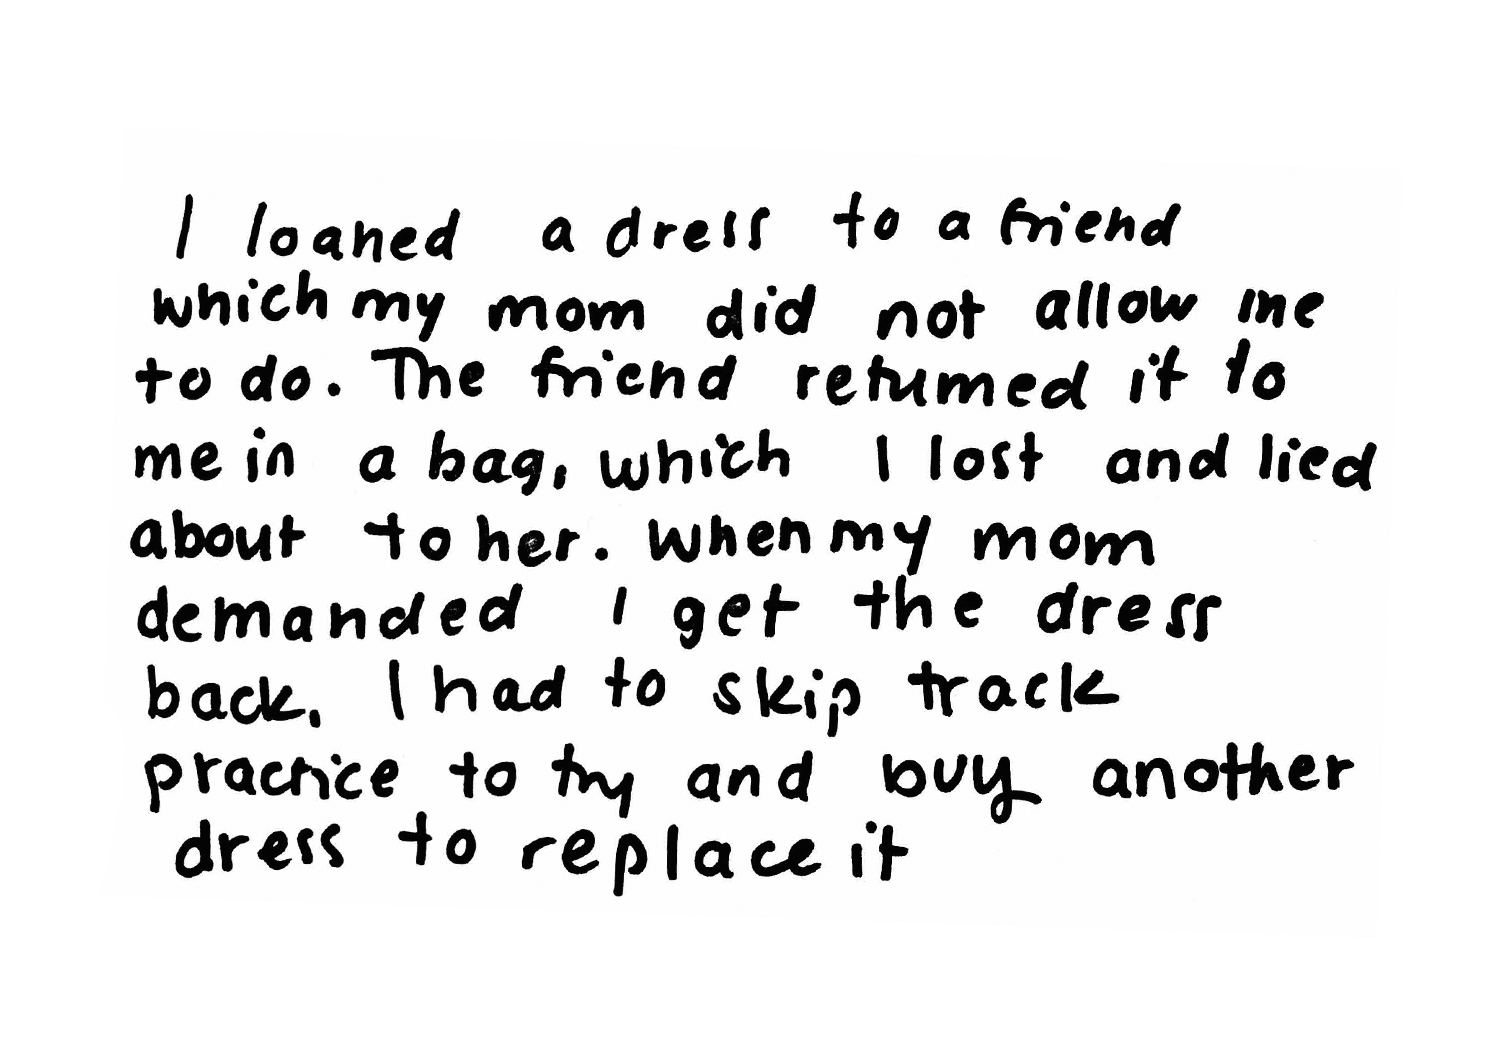 I loaned a dress to a friend
which my mom did not allow me
to do. The friend returned it to
me in a bag, which I lost and lied
about to her. When my mom
demanded I get the dress
back, I had to skip track
practice to try and buy another
dress to replace it